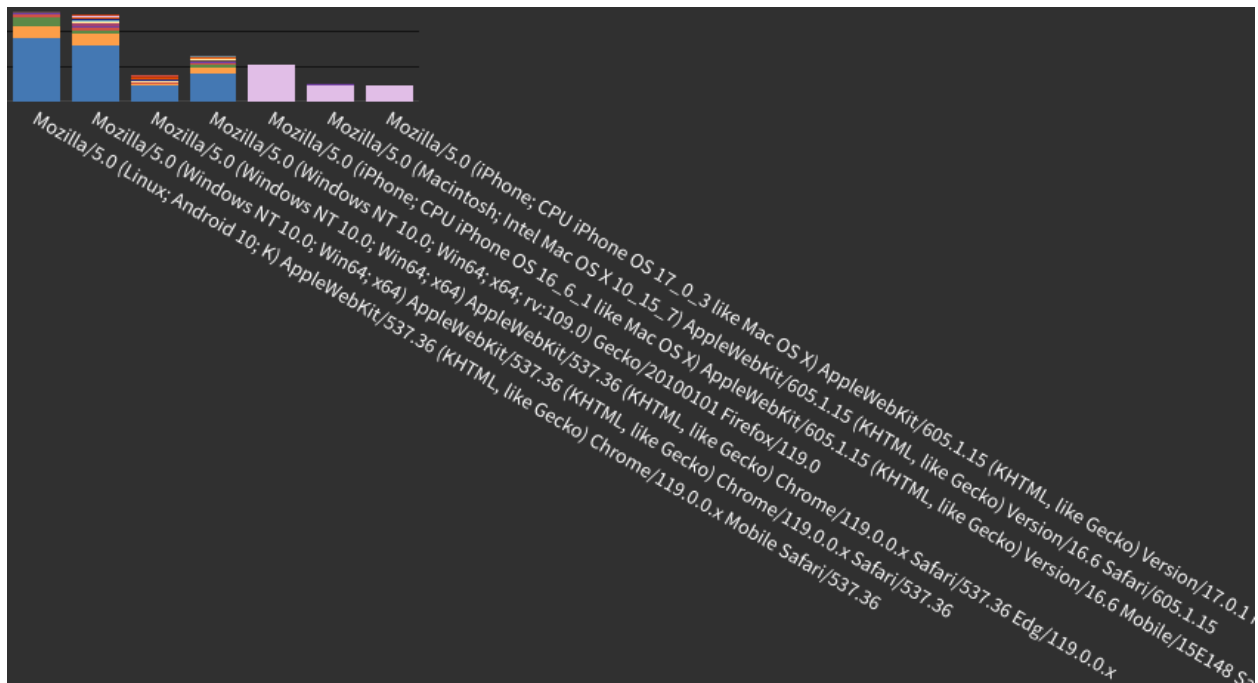 Mozilla/5.0 (Linux; Android 10; K) AppleWebKit/537.36 (KHTML, like Gecko) Chrome/119.0.0.x Mobile Safari/537.36
Mozilla/5.0 (Windows NT 10.0; Win64; x64) AppleWebKit/537.36 (KHTML, like Gecko) Chrome/119.0.0.x Safari/537.36
Mozilla/5.0 (Windows NT 10.0; Win64; x64) AppleWebKit/537.36 (KHTML, like Gecko) Chrome/119.0.0.x Safari/537.36 Edg/119.0.0.x
Mozilla/5.0 (Windows NT 10.0; Win64; x64; rv:109.0) Gecko/20100101 Firefox/119.0
Mozilla/5.0 (iPhone; CPU iPhone OS 16_6_1 like Mac OS X) AppleWebKit/605.1.15 (KHTML, like Gecko) Version/16.6 Mobile/15E148
Mozilla/5.0 (Macintosh; Intel Mac OS X 10_15_7) AppleWebKit/605.1.15 (KHTML, like Gecko) Version/16.6 Safari/605.1.15
Mozilla/5.0 (iPhone; CPU iPhone OS 17_0_3 like Mac OS X) AppleWebKit/605.1.15 (KHTML, like Gecko) Version/17.0.1